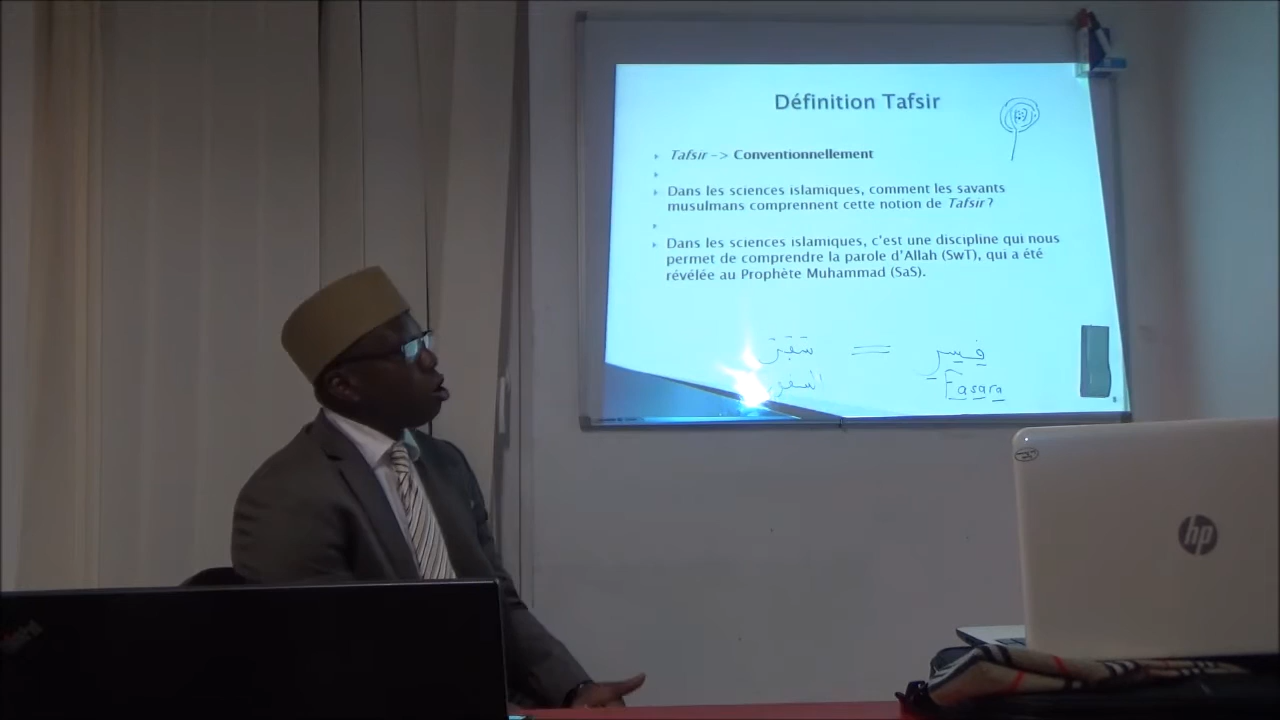 Définition Tafsir
Tafsir -> Conventionnellement
Dans les sciences islamiques, comment les savants
musulmans comprennent cette notion de Tafsir ?
Dans les sciences islamiques, c'est une discipline qui nous
permet de comprendre la parole d'Allah (SwT), qui a été
révélée au Prophète Muhammad (SaS).
= فسر
Fasara
hp